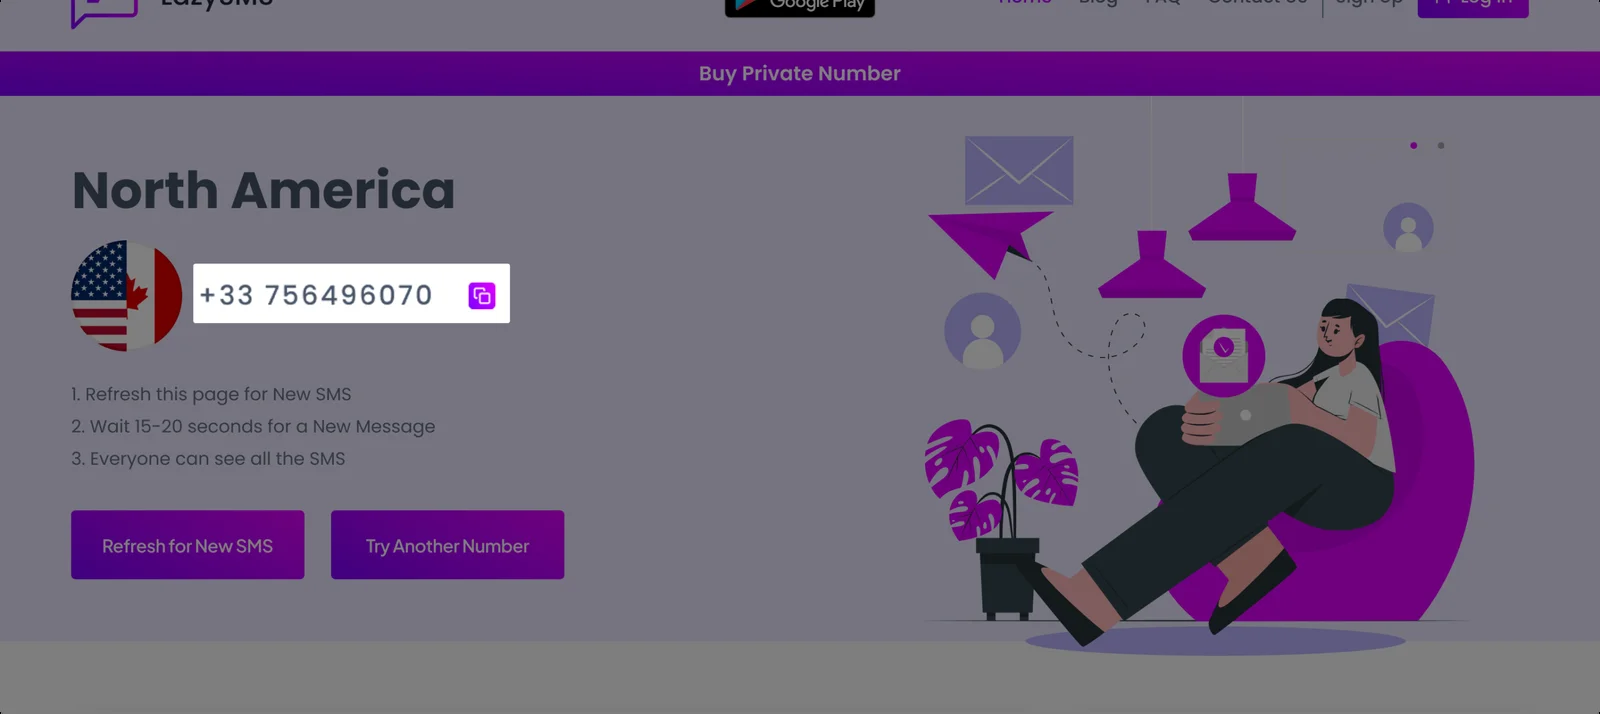 EazySMS
Google Play
Home Blog FAQ Contact Us Sign Up Log In
Buy Private Number
North America
+33 756496070
1. Refresh this page for New SMS
2. Wait 15-20 seconds for a New Message
3. Everyone can see all the SMS
Refresh for New SMS Try Another Number